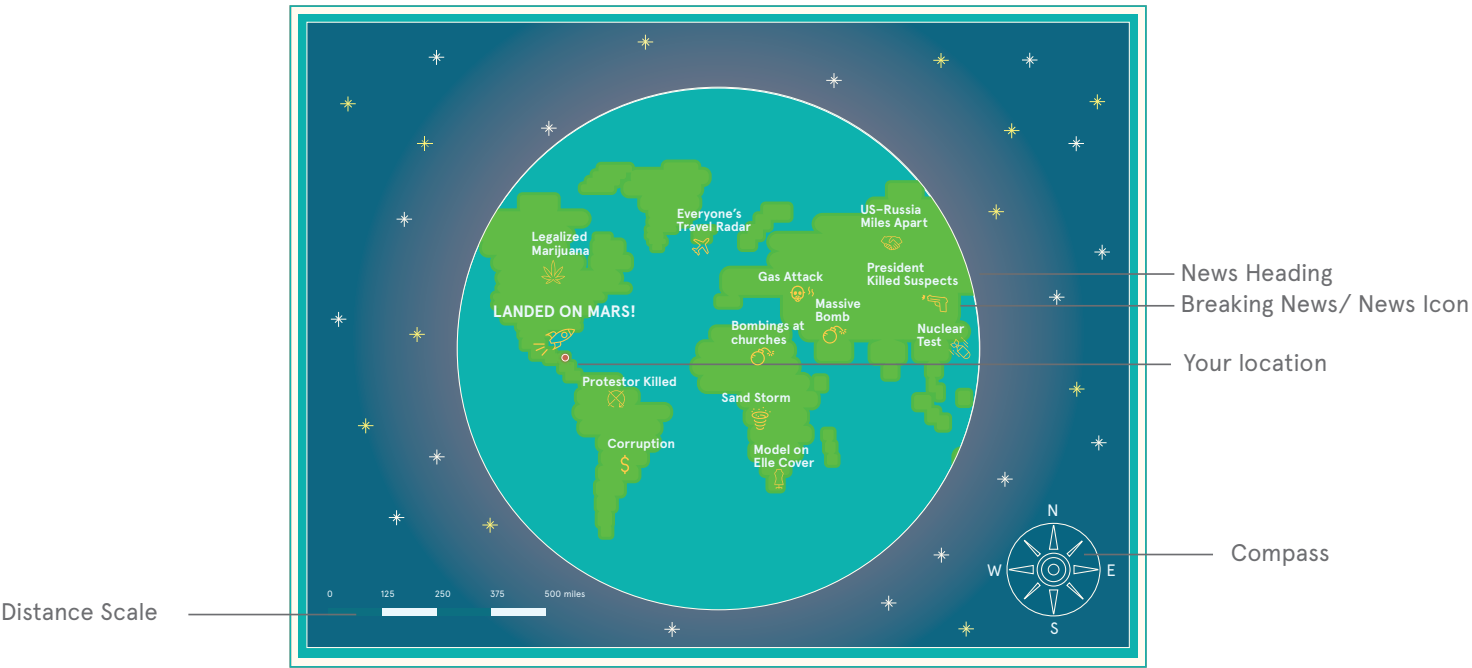 Everyone's
Travel Radar
US–Russia
Miles Apart
Legalized
Marijuana
President
Killed Suspects
News Heading
Gas Attack
Massive
Bomb
Breaking News/ News Icon
LANDED ON MARS!
Bombings at
churches
Nuclear
Test
Your location
Protestor Killed
Sand Storm
Corruption
Model on
Elle Cover
N
W
E
S
Compass
0 125 250 375 500 miles
Distance Scale